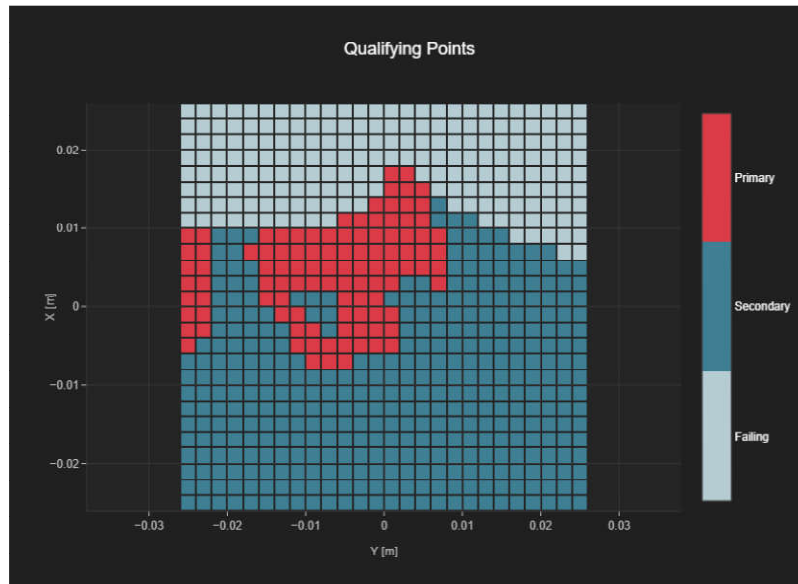 Qualifying Points
0.02
0.01
0
−0.01
−0.02
X [m]
−0.03
−0.02
−0.01
0
0.01
0.02
0.03
Y [m]
Primary
Secondary
Failing